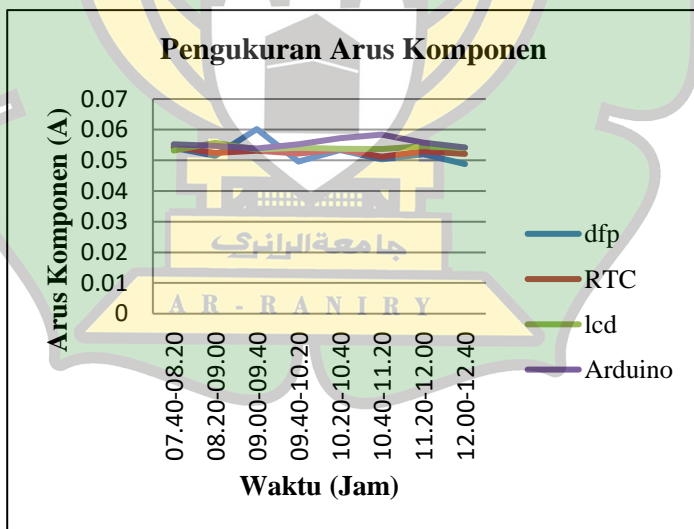 Pengukuran Arus Komponen
Arus Komponen (A)
0.07
0.06
0.05
0.04
0.03
0.02
0.01
0
07.40-08.20
08.20-09.00
09.00-09.40
09.40-10.20
10.20-10.40
10.40-11.20
11.20-12.00
12.00-12.40
Waktu (Jam)
dfp
RTC
lcd
Arduino
جامعة الرانري
AR-RANIRY